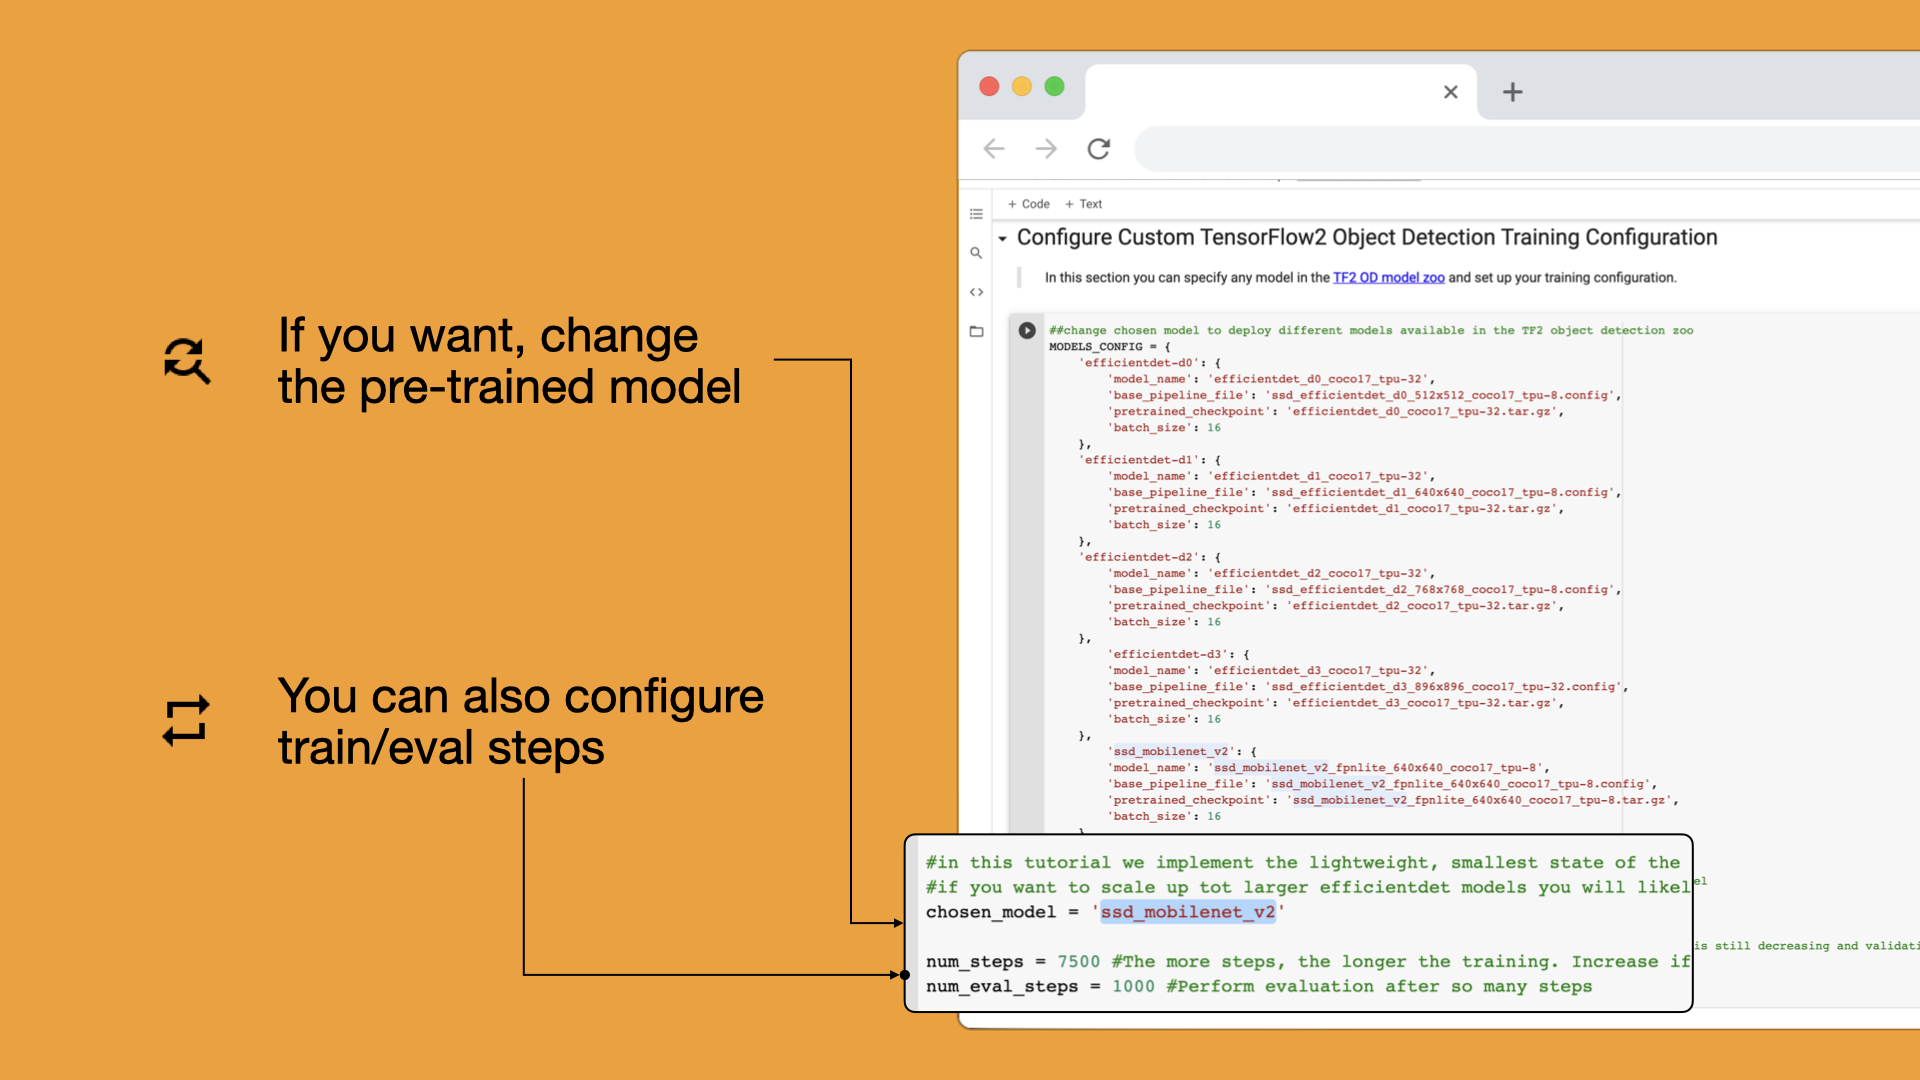 If you want, change
the pre-trained model
You can also configure
train/eval steps
+ Code + Text
Configure Custom TensorFlow2 Object Detection Training Configuration
In this section you can specify any model in the TF2 OD model zoo and set up your training configuration.
##change chosen model to deploy different models available in the TF2 object detection zoo
MODELS_CONFIG = {
'efficientdet-d0': {
'model_name': 'efficientdet_d0_coco17_tpu-32',
'base_pipeline_file': 'ssd_efficientdet_d0_512x512_coco17_tpu-8.config',
'pretrained_checkpoint': 'efficientdet_d0_coco17_tpu-32.tar.gz',
'batch_size': 16
},
'efficientdet-d1': {
'model_name': 'efficientdet_d1_coco17_tpu-32',
'base_pipeline_file': 'ssd_efficientdet_d1_640x640_coco17_tpu-8.config',
'pretrained_checkpoint': 'efficientdet_d1_coco17_tpu-32.tar.gz',
'batch_size': 16
},
'efficientdet-d2': {
'model_name': 'efficientdet_d2_coco17_tpu-32',
'base_pipeline_file': 'ssd_efficientdet_d2_768x768_coco17_tpu-8.config',
'pretrained_checkpoint': 'efficientdet_d2_coco17_tpu-32.tar.gz',
'batch_size': 16
},
'efficientdet-d3': {
'model_name': 'efficientdet_d3_coco17_tpu-32',
'base_pipeline_file': 'ssd_efficientdet_d3_896x896_coco17_tpu-32.config',
'pretrained_checkpoint': 'efficientdet_d3_coco17_tpu-32.tar.gz',
'batch_size': 16
},
'ssd_mobilenet_v2': {
'model_name': 'ssd_mobilenet_v2_fpnlite_640x640_coco17_tpu-8',
'base_pipeline_file': 'ssd_mobilenet_v2_fpnlite_640x640_coco17_tpu-8.config',
'pretrained_checkpoint': 'ssd_mobilenet_v2_fpnlite_640x640_coco17_tpu-8.tar.gz',
'batch_size': 16
}
#in this tutorial we implement the lightweight, smallest state of the
#if you want to scale up tot larger efficientdet models you will likel
el
chosen_model = 'ssd_mobilenet_v2'
is still decreasing and validati
num_steps = 7500 #The more steps, the longer the training. Increase if
num_eval_steps = 1000 #Perform evaluation after so many steps